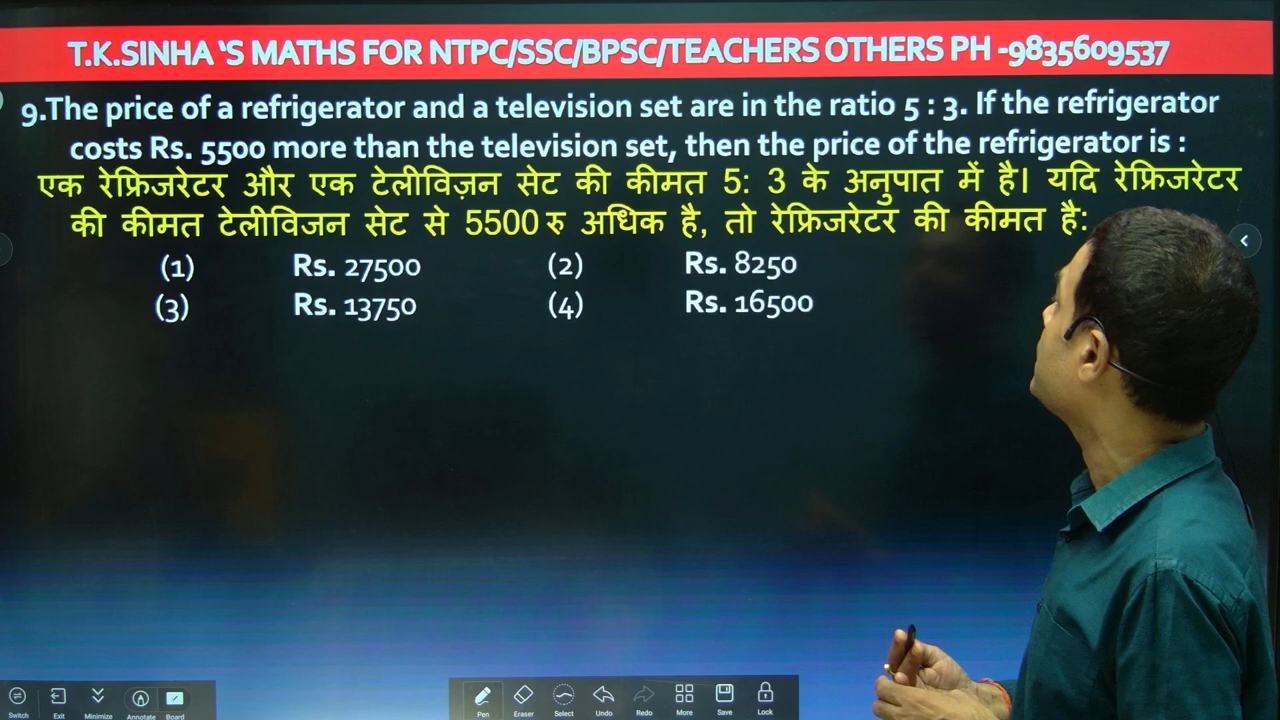 T.K.SINHA ‘S MATHS FOR NTPC/SSC/BPSC/TEACHERS OTHERS PH -9835609537
9.The price of a refrigerator and a television set are in the ratio 5 : 3. If the refrigerator
costs Rs. 5500 more than the television set, then the price of the refrigerator is :
एक रेफ्रिजरेटर और एक टेलीविज़न सेट की कीमत 5: 3 के अनुपात में है। यदि रेफ्रिजरेटर
की कीमत टेलीविजन सेट से 5500 रु अधिक है, तो रेफ्रिजरेटर की कीमत है:
(1) Rs. 27500 (2) Rs. 8250
(3) Rs. 13750 (4) Rs. 16500
Switch Exit Minimize Annotate Board Pen Eraser Select Undo Redo More Save Lock